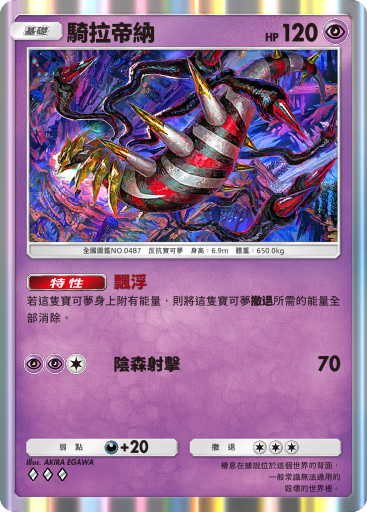 基礎 騎拉帝納 HP 120
全國圖鑑NO.0487 反抗寶可夢 身高：6.9m 體重：650.0kg
特性 飄浮
若這隻寶可夢身上附有能量，則將這隻寶可夢撤退所需的能量全
部消除。
陰森射擊 70
弱點 +20 撤退
Illus. AKIRA EGAWA
棲息在據說位於這個世界的背面，
一般常識無法通用的
毀壞的世界裡。